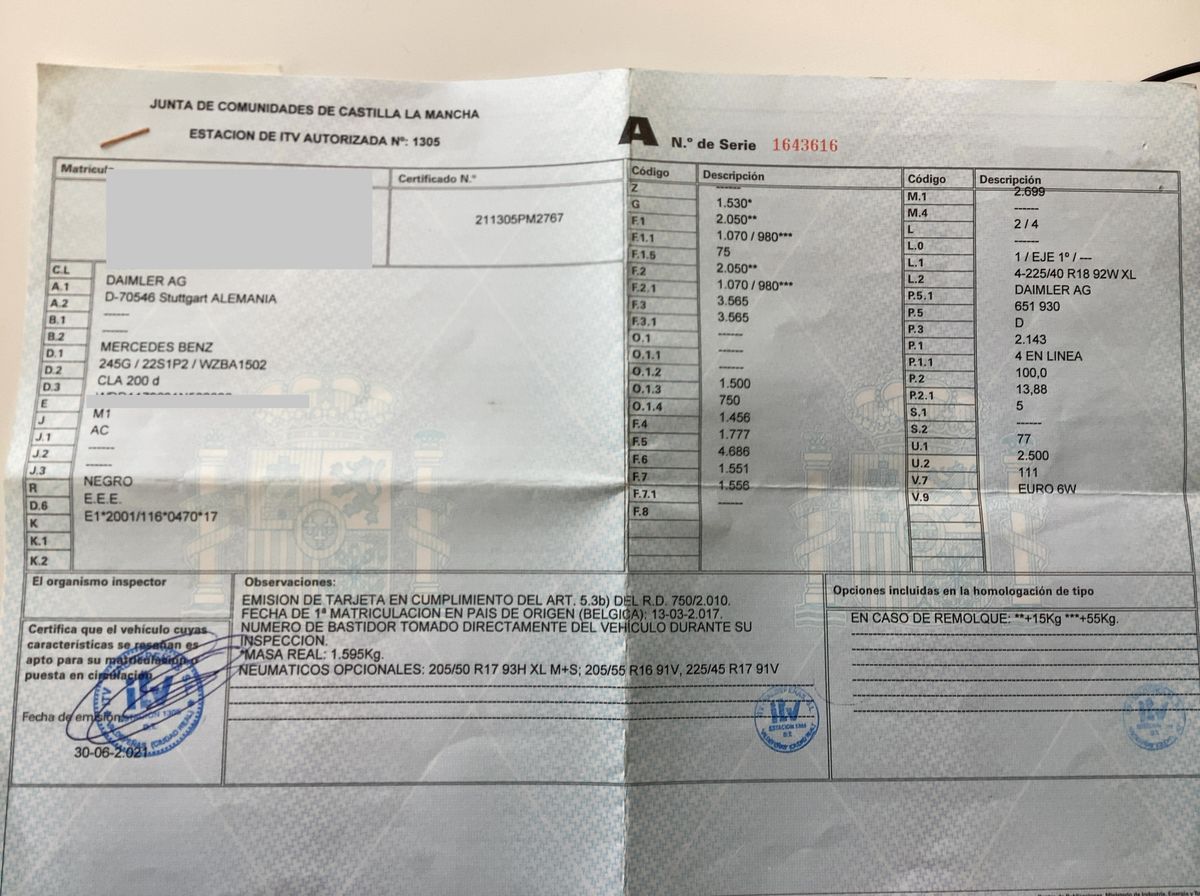 JUNTA DE COMUNIDADES DE CASTILLA LA MANCHA
ESTACION DE ITV AUTORIZADA Nº: 1305
Matrícula
Certificado N.º
211305PM2767
C.L
A.1 DAIMLER AG
A.2 D-70546 Stuttgart ALEMANIA
B.1 ------
B.2 ------
D.1 MERCEDES BENZ
D.2 245G / 22S1P2 / WZBA1502
D.3 CLA 200 d
E
J M1
J.1 AC
J.2 ------
J.3 ------
R NEGRO
D.6 E.E.E.
K E1*2001/116*0470*17
K.1
K.2
A N.º de Serie 1643616
Código Descripción
Z ------
G 1.530*
F.1 2.050**
F.1.1 1.070 / 980***
F.1.5 75
F.2 2.050**
F.2.1 1.070 / 980***
F.3 3.565
F.3.1 3.565
O.1 ------
O.1.1 ------
O.1.2 ------
O.1.3 1.500
O.1.4 750
F.4 1.456
F.5 1.777
F.6 4.686
F.7 1.551
F.7.1 1.556
F.8 ------
Código Descripción
M.1 2.699
M.4 ------
L 2 / 4
L.0 ------
L.1 1 / EJE 1º / ---
L.2 4-225/40 R18 92W XL
P.5.1 DAIMLER AG
P.5 651 930
P.3 D
P.1 2.143
P.1.1 4 EN LINEA
P.2 100,0
P.2.1 13,88
S.1 5
S.2 ------
U.1 77
U.2 2.500
V.7 111
V.9 EURO 6W
El organismo inspector
Certifica que el vehículo cuyas
características se reseñan es
apto para su matriculación o
puesta en circulación
Fecha de emisión:
30-06-2.021
Observaciones:
EMISION DE TARJETA EN CUMPLIMIENTO DEL ART. 5.3b) DEL R.D. 750/2.010.
FECHA DE 1ª MATRICULACION EN PAIS DE ORIGEN (BELGICA): 13-03-2.017.
NUMERO DE BASTIDOR TOMADO DIRECTAMENTE DEL VEHICULO DURANTE SU
INSPECCION.
*MASA REAL: 1.595Kg.
NEUMATICOS OPCIONALES: 205/50 R17 93H XL M+S; 205/55 R16 91V, 225/45 R17 91V
Opciones incluidas en la homologación de tipo
EN CASO DE REMOLQUE: **+15Kg ***+55Kg.
itv
itv
itv